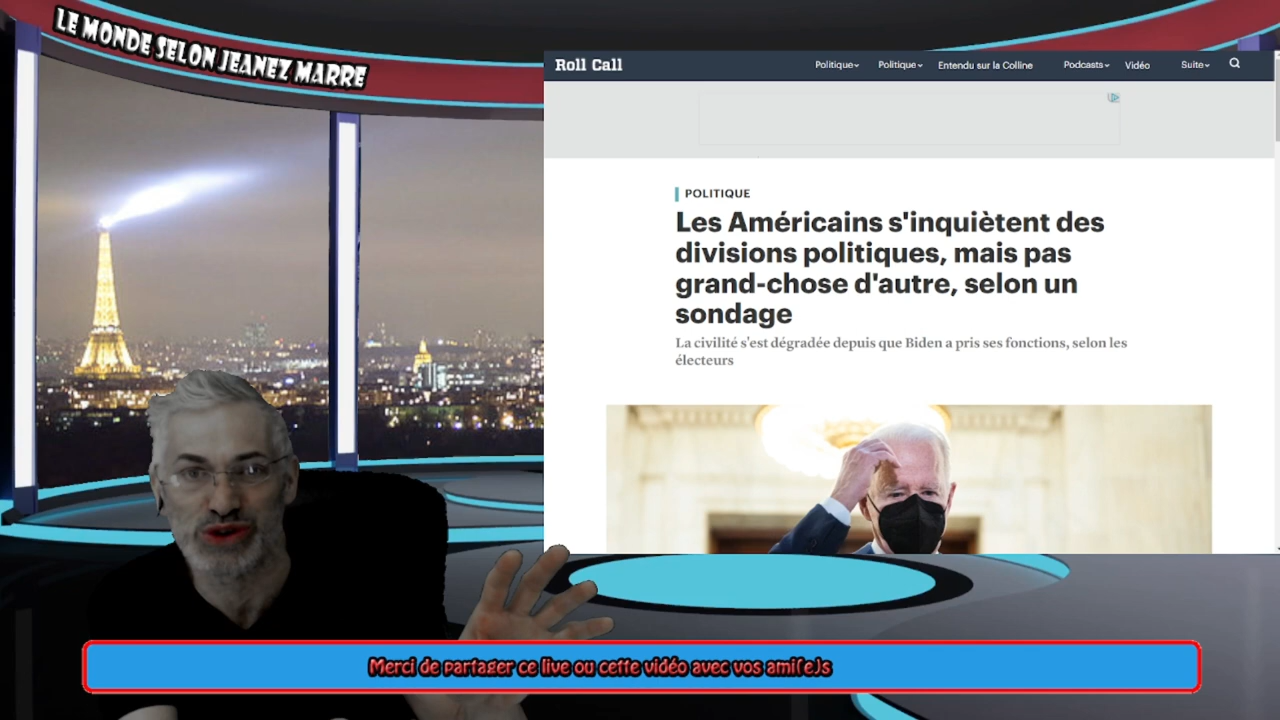 LE MONDE SELON JEANEZ MARRE
Roll Call
Politique
Politique
Entendu sur la Colline
Podcasts
Vidéo
Suite
POLITIQUE
Les Américains s'inquiètent des
divisions politiques, mais pas
grand-chose d'autre, selon un
sondage
La civilité s'est dégradée depuis que Biden a pris ses fonctions, selon les
électeurs
Merci de partager ce live ou cette vidéo avec vos ami(e)s